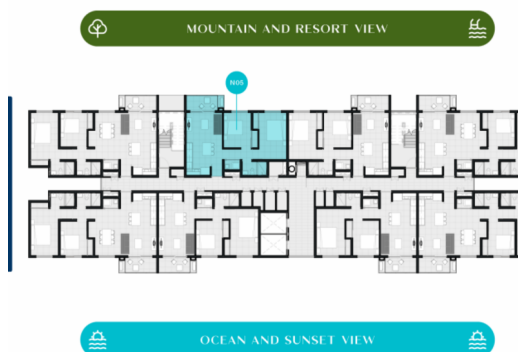 MOUNTAIN AND RESORT VIEW
N05
OCEAN AND SUNSET VIEW